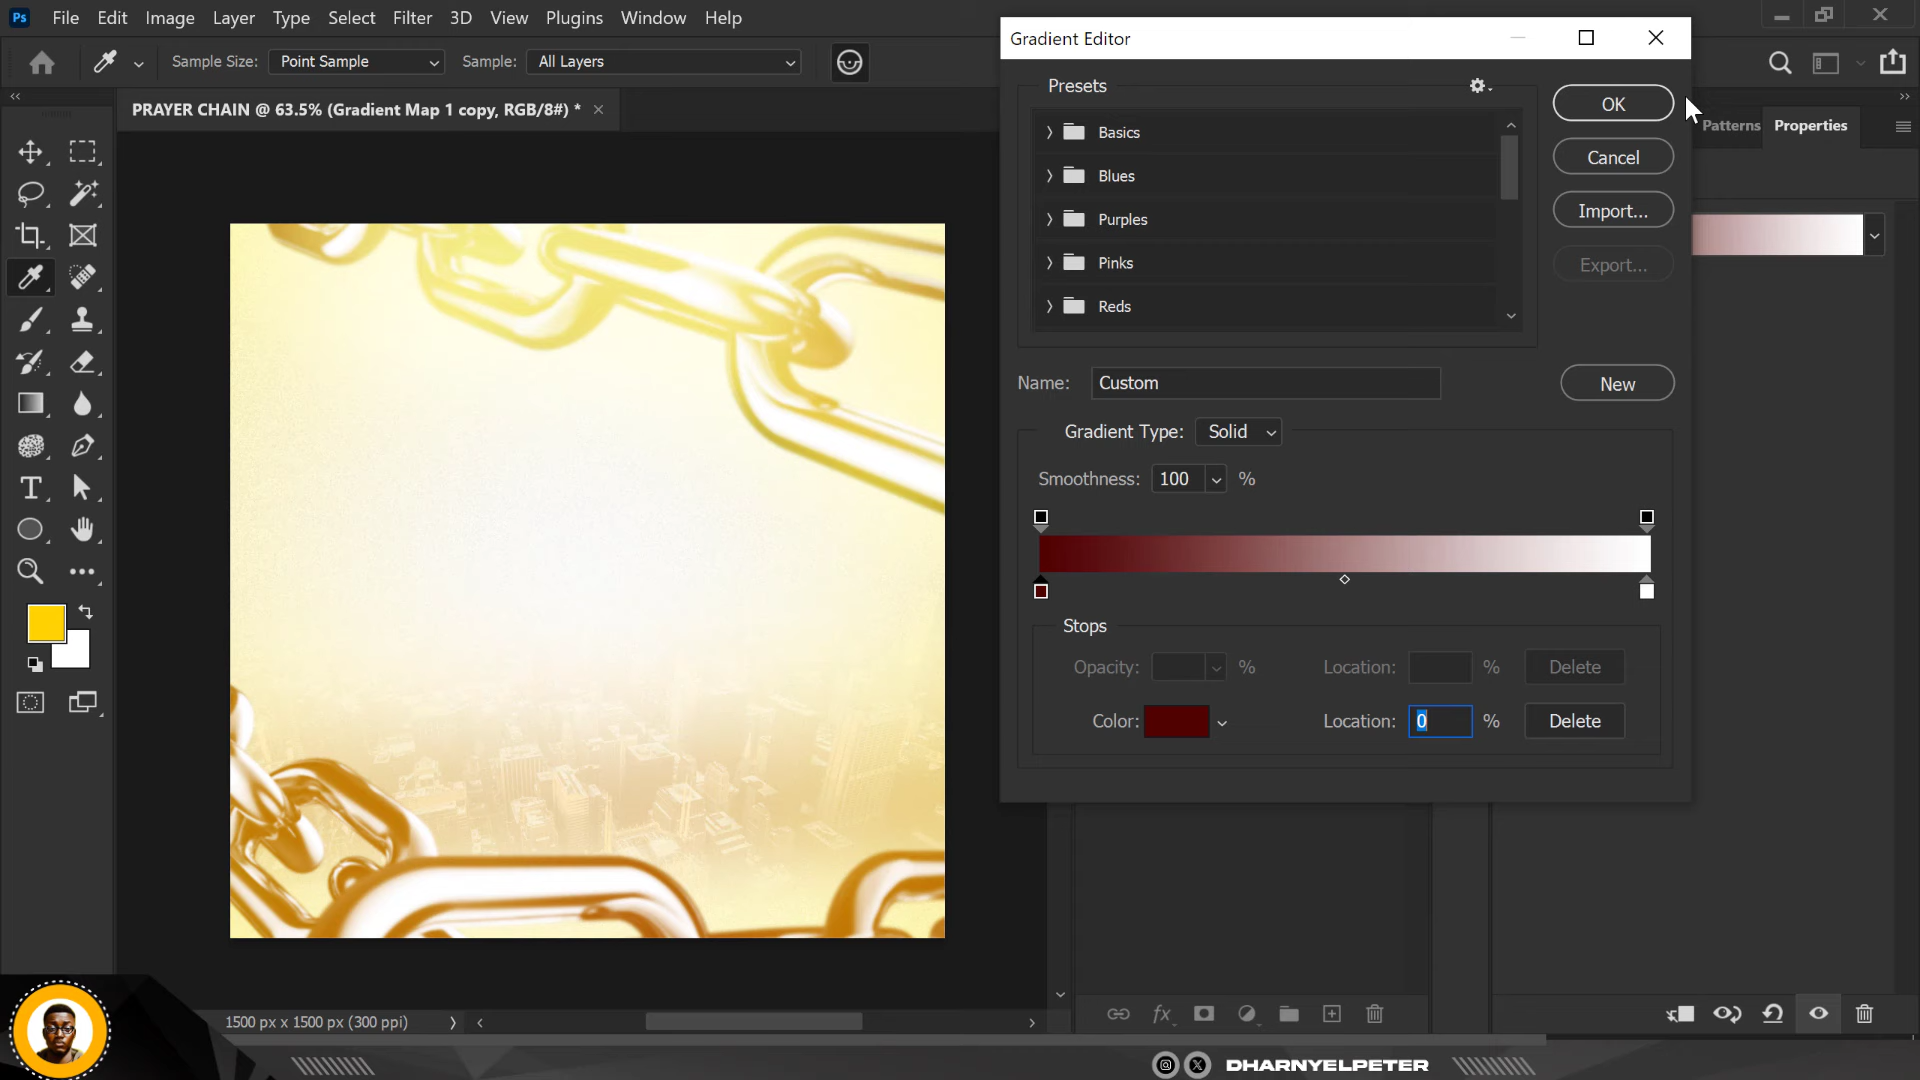 Ps File Edit Image Layer Type Select Filter 3D View Plugins Window Help
Sample Size: Point Sample Sample: All Layers
PRAYER CHAIN @ 63.5% (Gradient Map 1 copy, RGB/8#) *
Gradient Editor
Presets
Basics
Blues
Purples
Pinks
Reds
OK
Cancel
Import...
Export...
Name: Custom
New
Gradient Type: Solid
Smoothness: 100 %
Stops
Opacity: % Location: % Delete
Color: Location: 0 % Delete
Patterns Properties
1500 px x 1500 px (300 ppi)
DHARNYELPETER